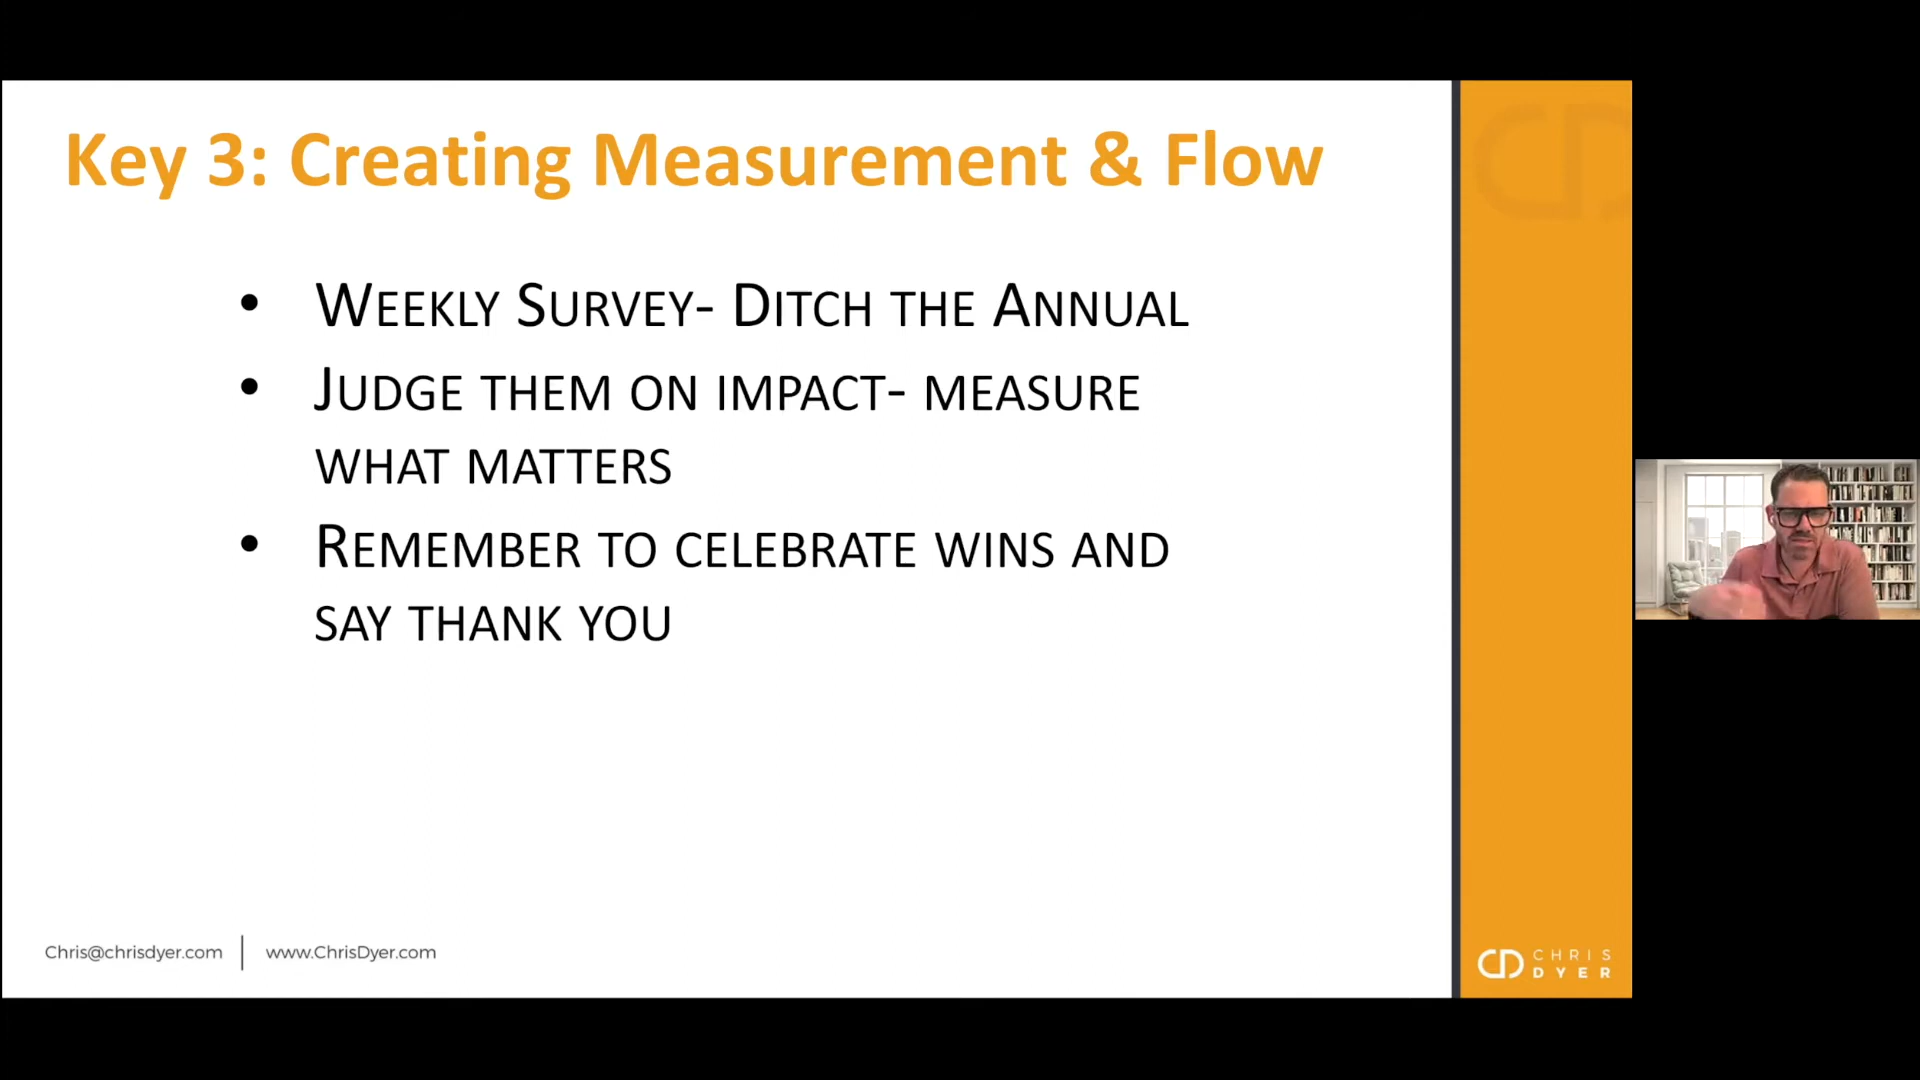 Key 3: Creating Measurement & Flow
• Weekly Survey- Ditch the Annual
• Judge them on impact- measure
what matters
• Remember to celebrate wins and
say thank you
Chris@chrisdyer.com | www.ChrisDyer.com
CD CHRIS
DYER